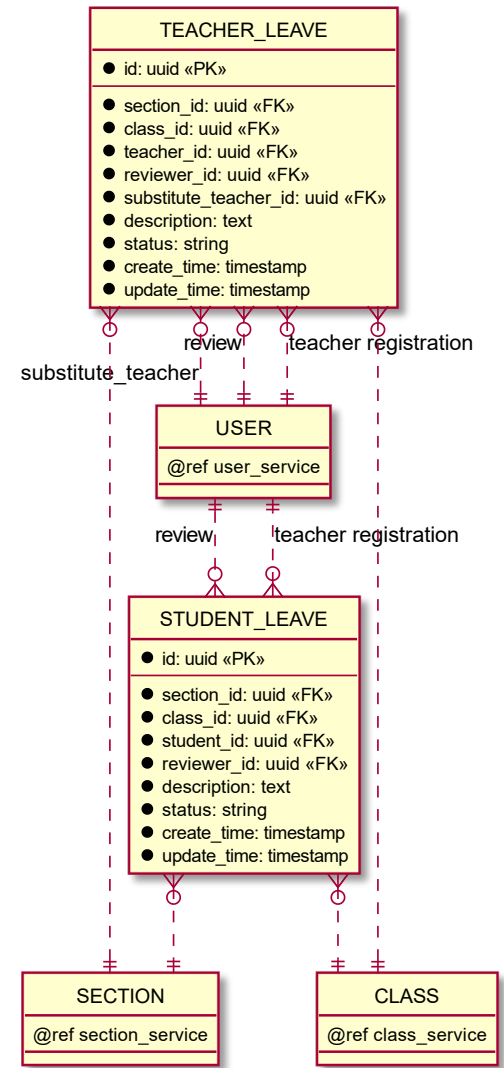 TEACHER_LEAVE
id: uuid «PK»
section_id: uuid «FK»
class_id: uuid «FK»
teacher_id: uuid «FK»
reviewer_id: uuid «FK»
substitute_teacher_id: uuid «FK»
description: text
status: string
create_time: timestamp
update_time: timestamp
review
teacher registration
substitute_teacher
USER
@ref user_service
review
teacher registration
STUDENT_LEAVE
id: uuid «PK»
section_id: uuid «FK»
class_id: uuid «FK»
student_id: uuid «FK»
reviewer_id: uuid «FK»
description: text
status: string
create_time: timestamp
update_time: timestamp
SECTION
@ref section_service
CLASS
@ref class_service